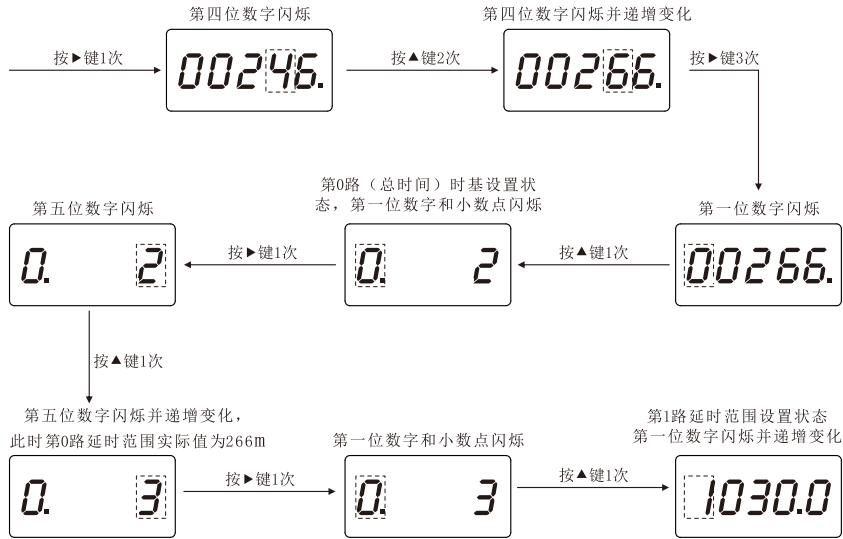 第四位数字闪烁
按▶键1次
00246.
按▲键2次
第四位数字闪烁并递增变化
00266.
按▶键3次
第一位数字闪烁
00266.
按▲键1次
第0路（总时间）时基设置状
态，第一位数字和小数点闪烁
0. 2
按▶键1次
第五位数字闪烁
0. 2
按▲键1次
第五位数字闪烁并递增变化，
此时第0路延时范围实际值为266m
0. 3
按▶键1次
第一位数字和小数点闪烁
0. 3
按▲键1次
第1路延时范围设置状态
第一位数字闪烁并递增变化
1030.0